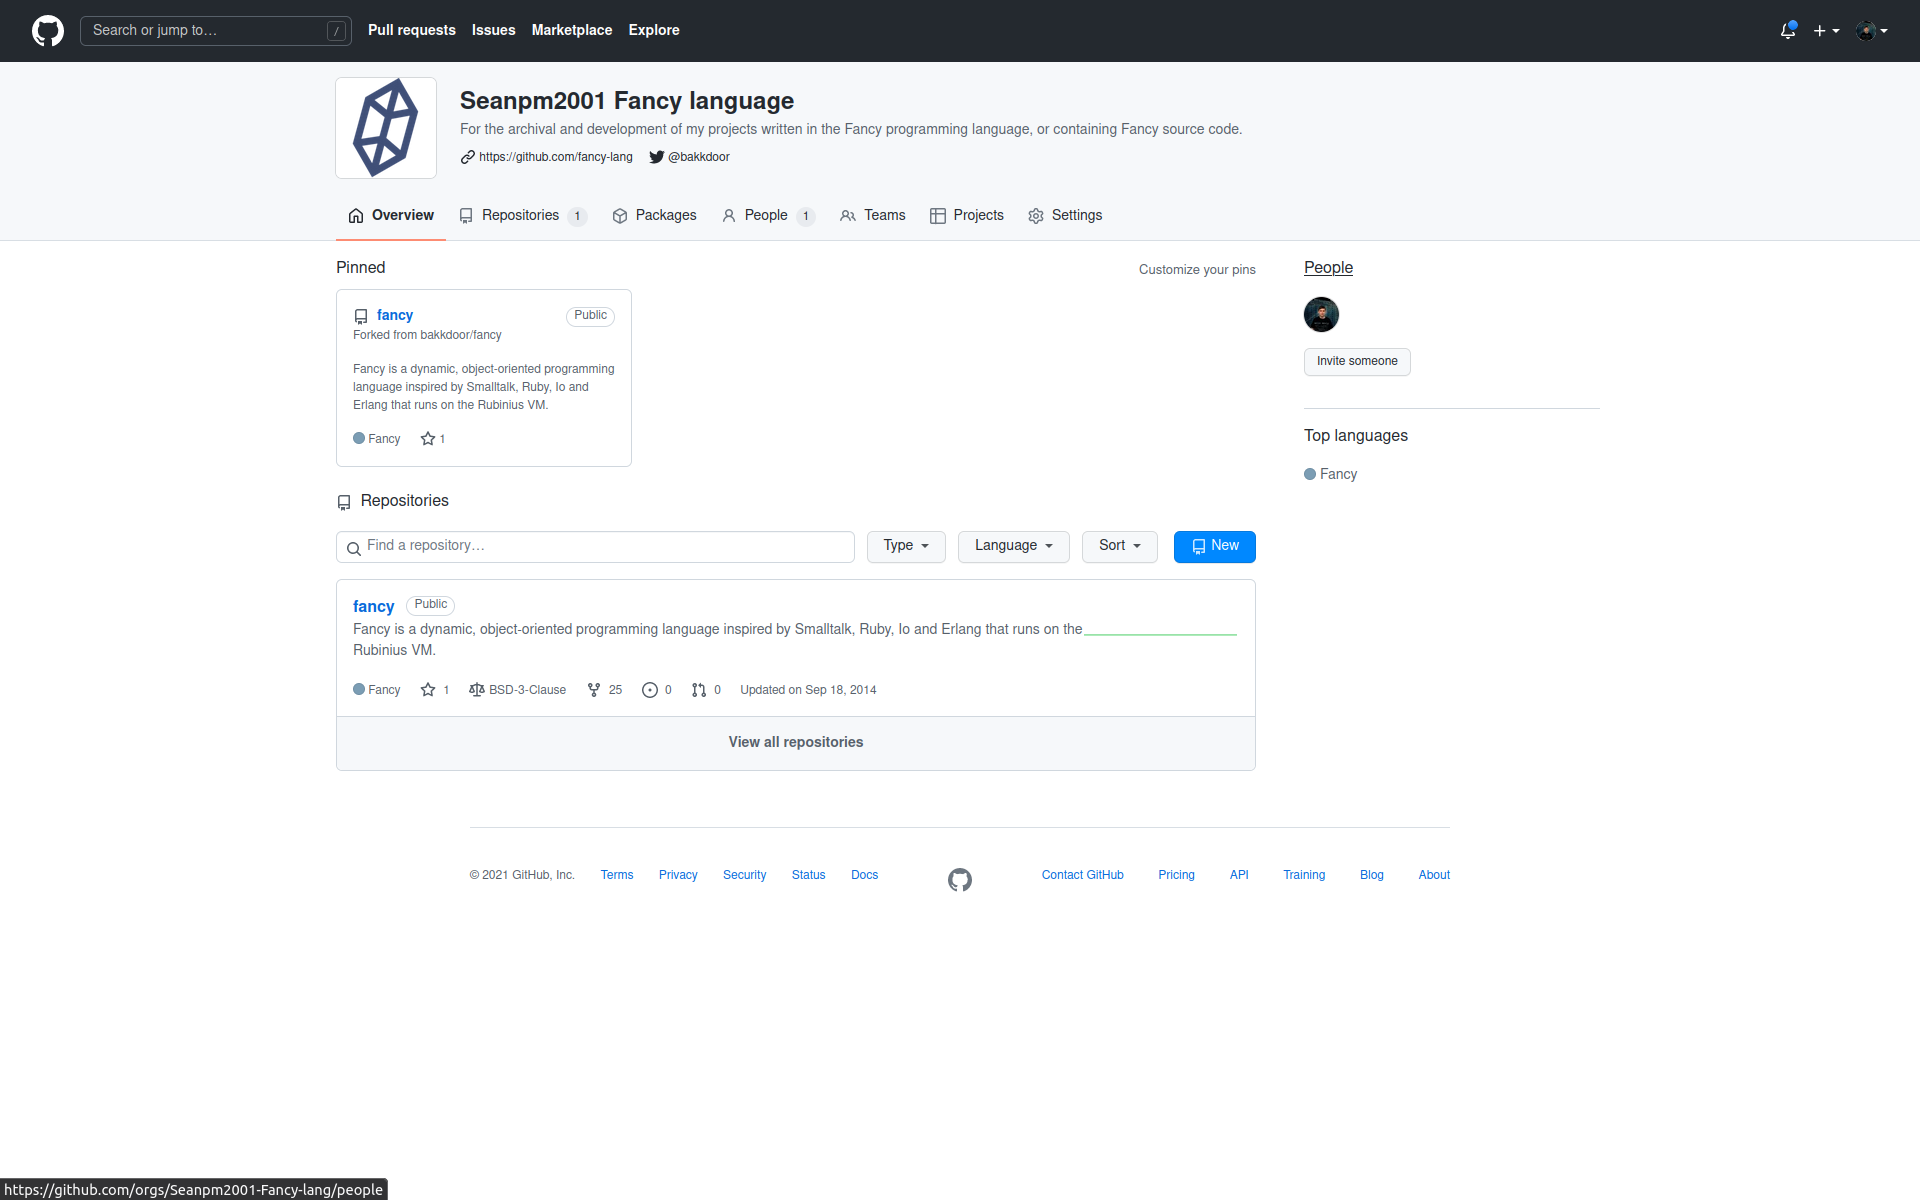 Search or jump to… /
Pull requests Issues Marketplace Explore
Seanpm2001 Fancy language
For the archival and development of my projects written in the Fancy programming language, or containing Fancy source code.
https://github.com/fancy-lang @bakkdoor
Overview Repositories 1 Packages People 1 Teams Projects Settings
Pinned Customize your pins
fancy Public
Forked from bakkdoor/fancy
Fancy is a dynamic, object-oriented programming
language inspired by Smalltalk, Ruby, Io and
Erlang that runs on the Rubinius VM.
Fancy 1
Repositories
Find a repository… Type Language Sort New
fancy Public
Fancy is a dynamic, object-oriented programming language inspired by Smalltalk, Ruby, Io and Erlang that runs on the
Rubinius VM.
Fancy 1 BSD-3-Clause 25 0 0 Updated on Sep 18, 2014
View all repositories
People
Invite someone
Top languages
Fancy
© 2021 GitHub, Inc. Terms Privacy Security Status Docs Contact GitHub Pricing API Training Blog About
https://github.com/orgs/Seanpm2001-Fancy-lang/people